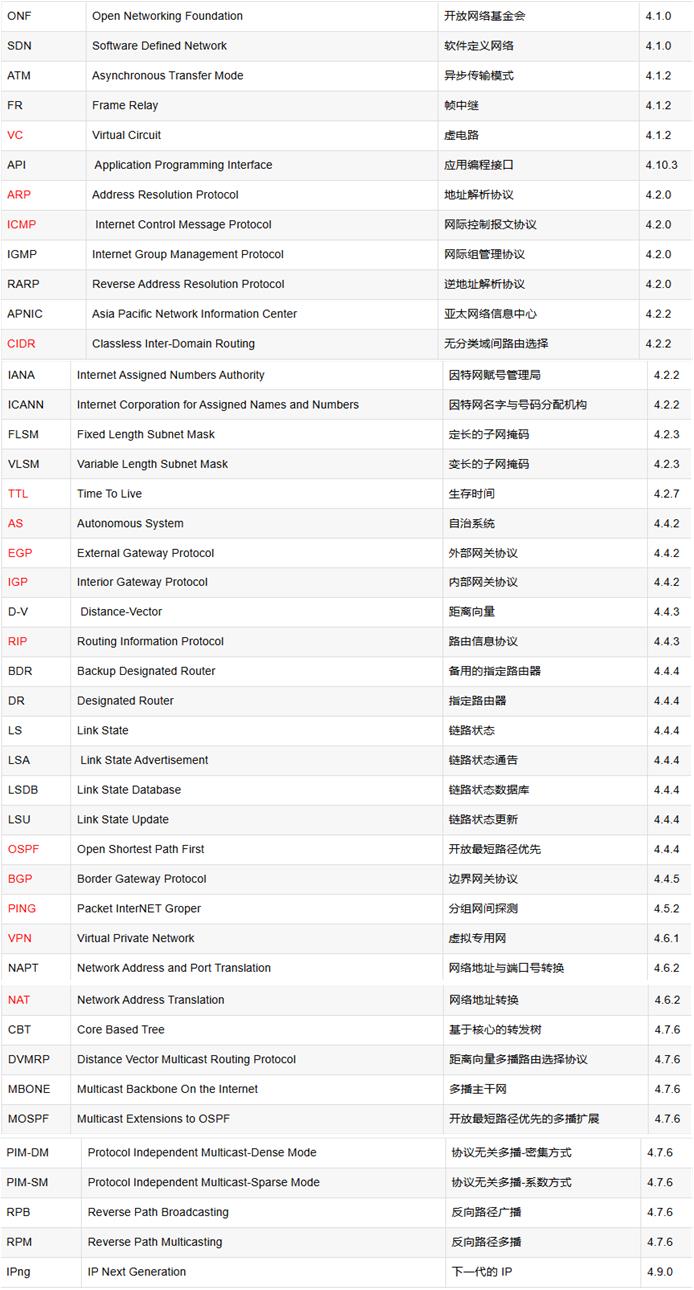 ONF Open Networking Foundation 开放网络基金会 4.1.0
SDN Software Defined Network 软件定义网络 4.1.0
ATM Asynchronous Transfer Mode 异步传输模式 4.1.2
FR Frame Relay 帧中继 4.1.2
VC Virtual Circuit 虚电路 4.1.2
API Application Programming Interface 应用编程接口 4.10.3
ARP Address Resolution Protocol 地址解析协议 4.2.0
ICMP Internet Control Message Protocol 网际控制报文协议 4.2.0
IGMP Internet Group Management Protocol 网际组管理协议 4.2.0
RARP Reverse Address Resolution Protocol 逆地址解析协议 4.2.0
APNIC Asia Pacific Network Information Center 亚太网络信息中心 4.2.2
CIDR Classless Inter-Domain Routing 无分类域间路由选择 4.2.2
IANA Internet Assigned Numbers Authority 因特网赋号管理局 4.2.2
ICANN Internet Corporation for Assigned Names and Numbers 因特网名字与号码分配机构 4.2.2
FLSM Fixed Length Subnet Mask 定长的子网掩码 4.2.3
VLSM Variable Length Subnet Mask 变长的子网掩码 4.2.3
TTL Time To Live 生存时间 4.2.7
AS Autonomous System 自治系统 4.4.2
EGP External Gateway Protocol 外部网关协议 4.4.2
IGP Interior Gateway Protocol 内部网关协议 4.4.2
D-V Distance-Vector 距离向量 4.4.3
RIP Routing Information Protocol 路由信息协议 4.4.3
BDR Backup Designated Router 备用的指定路由器 4.4.4
DR Designated Router 指定路由器 4.4.4
LS Link State 链路状态 4.4.4
LSA Link State Advertisement 链路状态通告 4.4.4
LSDB Link State Database 链路状态数据库 4.4.4
LSU Link State Update 链路状态更新 4.4.4
OSPF Open Shortest Path First 开放最短路径优先 4.4.4
BGP Border Gateway Protocol 边界网关协议 4.4.5
PING Packet InterNET Groper 分组网间探测 4.5.2
VPN Virtual Private Network 虚拟专用网 4.6.1
NAPT Network Address and Port Translation 网络地址与端口号转换 4.6.2
NAT Network Address Translation 网络地址转换 4.6.2
CBT Core Based Tree 基于核心的转发树 4.7.6
DVMRP Distance Vector Multicast Routing Protocol 距离向量多播路由选择协议 4.7.6
MBONE Multicast Backbone On the Internet 多播主干网 4.7.6
MOSPF Multicast Extensions to OSPF 开放最短路径优先的多播扩展 4.7.6
PIM-DM Protocol Independent Multicast-Dense Mode 协议无关多播-密集方式 4.7.6
PIM-SM Protocol Independent Multicast-Sparse Mode 协议无关多播-系数方式 4.7.6
RPB Reverse Path Broadcasting 反向路径广播 4.7.6
RPM Reverse Path Multicasting 反向路径多播 4.7.6
IPng IP Next Generation 下一代的 IP 4.9.0